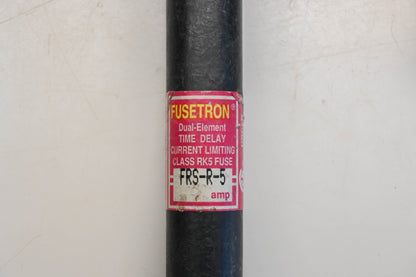 FUSETRON®
Dual-Element
TIME DELAY
CURRENT LIMITING
CLASS RK5 FUSE
FRS-R-5
amp